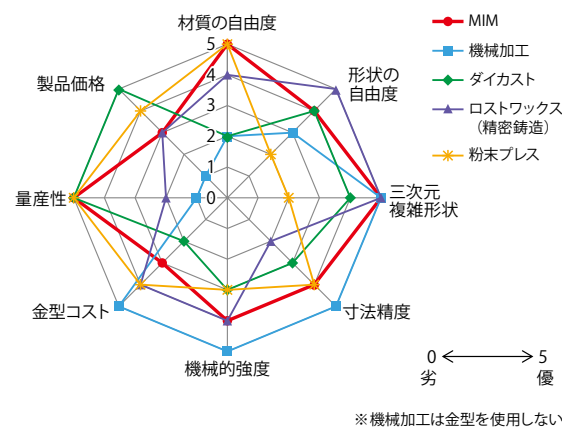 材質の自由度
形状の
自由度
三次元
複雑形状
寸法精度
機械的強度
金型コスト
量産性
製品価格
5
4
3
2
1
0
MIM
機械加工
ダイカスト
ロストワックス
（精密鋳造）
粉末プレス
0 5
劣 優
※機械加工は金型を使用しない